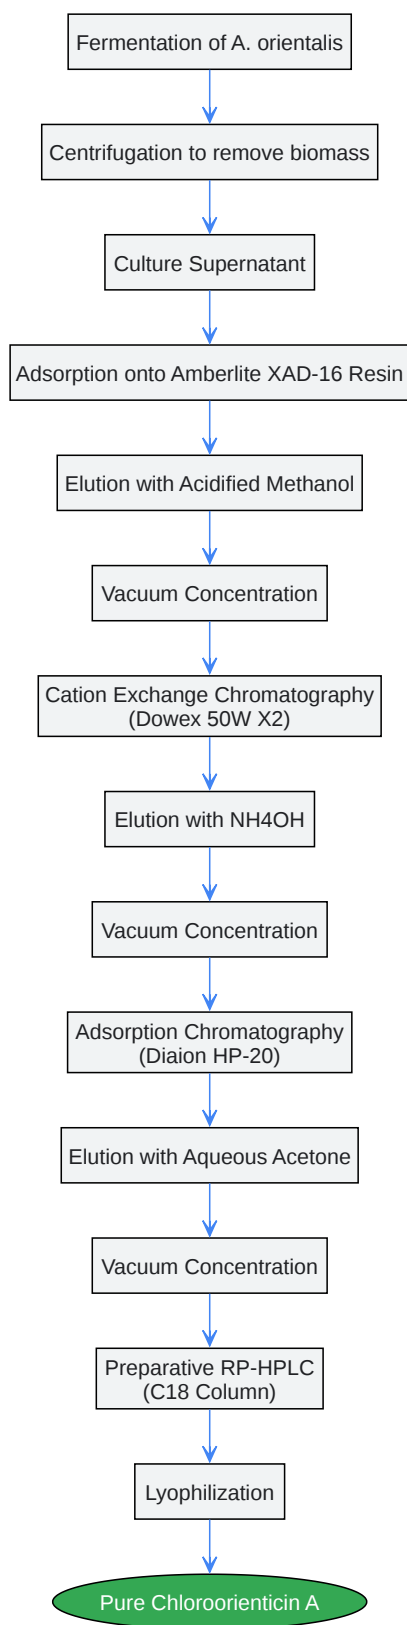 Fermentation of A. orientalis
Centrifugation to remove biomass
Culture Supernatant
Adsorption onto Amberlite XAD-16 Resin
Elution with Acidified Methanol
Vacuum Concentration
Cation Exchange Chromatography
(Dowex 50W X2)
Elution with NH4OH
Vacuum Concentration
Adsorption Chromatography
(Diaion HP-20)
Elution with Aqueous Acetone
Vacuum Concentration
Preparative RP-HPLC
(C18 Column)
Lyophilization
Pure Chloroorienticin A